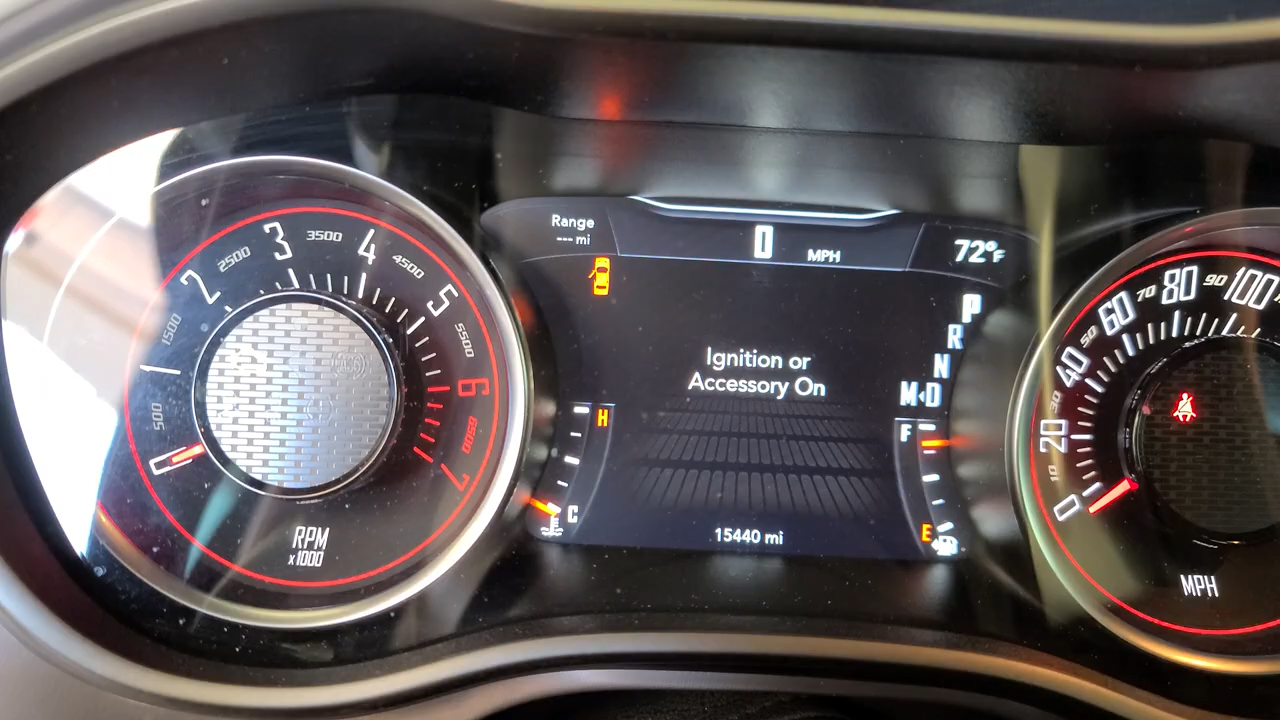 500
1
1500
2
2500
3
3500
4
4500
5
5500
6
6500
7
RPM
x1000
Range
--- mi
0 MPH
72°F
P
R
N
M◂D
Ignition or
Accessory On
H
C
F
E
15440 mi
0
10
20
30
40
50
60
70
80
90
100
MPH